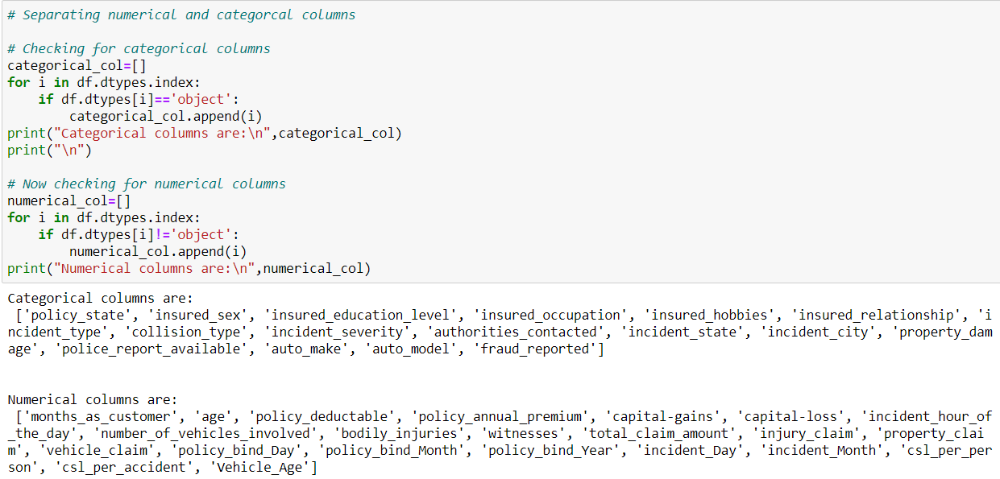 # Separating numerical and categorcal columns
# Checking for categorical columns
categorical_col=[]
for i in df.dtypes.index:
    if df.dtypes[i]=='object':
        categorical_col.append(i)
print("Categorical columns are:\n",categorical_col)
print("\n")
# Now checking for numerical columns
numerical_col=[]
for i in df.dtypes.index:
    if df.dtypes[i]!='object':
        numerical_col.append(i)
print("Numerical columns are:\n",numerical_col)
Categorical columns are:
 ['policy_state', 'insured_sex', 'insured_education_level', 'insured_occupation', 'insured_hobbies', 'insured_relationship', 'i
ncident_type', 'collision_type', 'incident_severity', 'authorities_contacted', 'incident_state', 'incident_city', 'property_dam
age', 'police_report_available', 'auto_make', 'auto_model', 'fraud_reported']
Numerical columns are:
 ['months_as_customer', 'age', 'policy_deductable', 'policy_annual_premium', 'capital-gains', 'capital-loss', 'incident_hour_of
_the_day', 'number_of_vehicles_involved', 'bodily_injuries', 'witnesses', 'total_claim_amount', 'injury_claim', 'property_clai
m', 'vehicle_claim', 'policy_bind_Day', 'policy_bind_Month', 'policy_bind_Year', 'incident_Day', 'incident_Month', 'csl_per_per
son', 'csl_per_accident', 'Vehicle_Age']